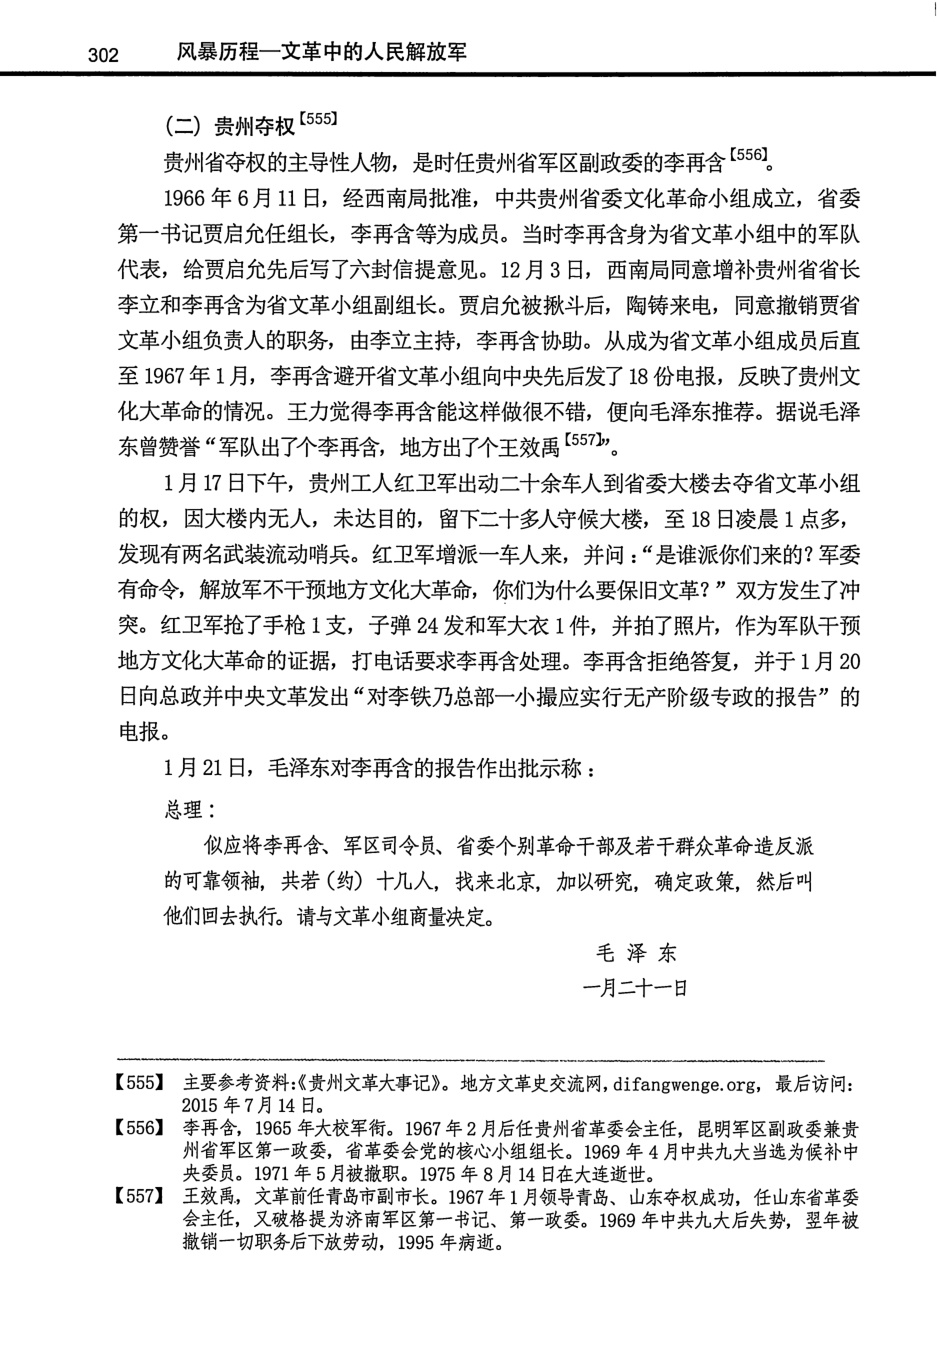 302 风暴历程—文革中的人民解放军
(二) 贵州夺权【555】
贵州省夺权的主导性人物，是时任贵州省军区副政委的李再含【556】。
1966 年 6 月 11 日，经西南局批准，中共贵州省委文化革命小组成立，省委
第一书记贾启允任组长，李再含等为成员。当时李再含身为省文革小组中的军队
代表，给贾启允先后写了六封信提意见。12 月 3 日，西南局同意增补贵州省省长
李立和李再含为省文革小组副组长。贾启允被揪斗后，陶铸来电，同意撤销贾省
文革小组负责人的职务，由李立主持，李再含协助。从成为省文革小组成员后直
至 1967 年 1 月，李再含避开省文革小组向中央先后发了 18 份电报，反映了贵州文
化大革命的情况。王力觉得李再含能这样做很不错，便向毛泽东推荐。据说毛泽
东曾赞誉“军队出了个李再含，地方出了个王效禹【557】”。
1 月 17 日下午，贵州工人红卫军出动二十余车人到省委大楼去夺省文革小组
的权，因大楼内无人，未达目的，留下二十多人守候大楼，至 18 日凌晨 1 点多，
发现有两名武装流动哨兵。红卫军增派一车人来，并问：“是谁派你们来的？军委
有命令，解放军不干预地方文化大革命，你们为什么要保旧文革？” 双方发生了冲
突。红卫军抢了手枪 1 支，子弹 24 发和军大衣 1 件，并拍了照片，作为军队干预
地方文化大革命的证据，打电话要求李再含处理。李再含拒绝答复，并于 1 月 20
日向总政并中央文革发出“对李铁乃总部一小撮应实行无产阶级专政的报告” 的
电报。
1 月 21 日，毛泽东对李再含的报告作出批示称：
总理：
似应将李再含、军区司令员、省委个别革命干部及若干群众革命造反派
的可靠领袖，共若（约）十几人，找来北京，加以研究，确定政策，然后叫
他们回去执行。请与文革小组商量决定。
毛 泽 东
一月二十一日
【555】 主要参考资料：《贵州文革大事记》。地方文革史交流网，difangwenge.org，最后访问：
2015 年 7 月 14 日。
【556】 李再含，1965 年大校军衔。1967 年 2 月后任贵州省革委会主任，昆明军区副政委兼贵
州省军区第一政委，省革委会党的核心小组组长。1969 年 4 月中共九大当选为候补中
央委员。1971 年 5 月被撤职。1975 年 8 月 14 日在大连逝世。
【557】 王效禹，文革前任青岛市副市长。1967 年 1 月领导青岛、山东夺权成功，任山东省革委
会主任，又破格提为济南军区第一书记、第一政委。1969 年中共九大后失势，翌年被
撤销一切职务后下放劳动，1995 年病逝。